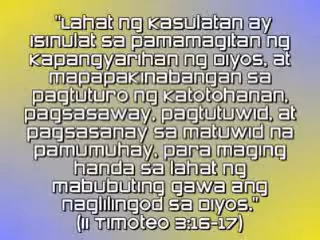 "Lahat ng Kasulatan ay
isinulat sa pamamagitan ng
kapangyarihan ng Diyos, at
mapapakinabangan sa
pagtuturo ng katotohanan,
pagsasaway, pagtutuwid, at
pagsasanay sa matuwid na
pamumuhay, para maging
handa sa lahat ng
mabubuting gawa ang
naglilingod sa Diyos."
(II Timoteo 3:16-17)